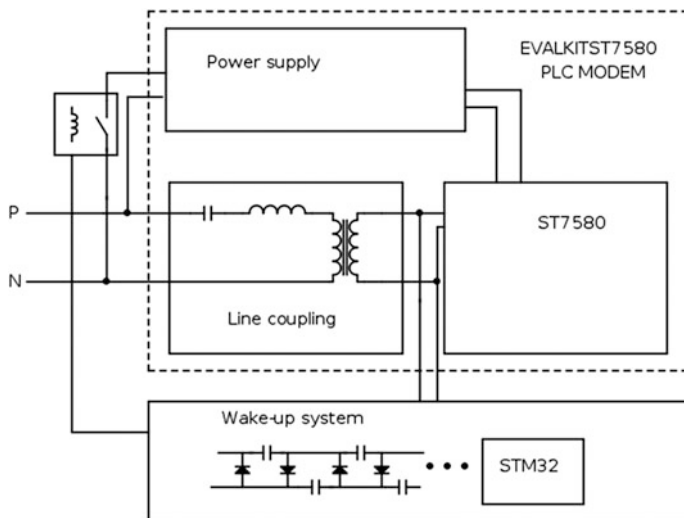 EVALKITST7580
PLC MODEM
Power supply
P
ST7580
N
Line coupling
Wake-up system
STM32